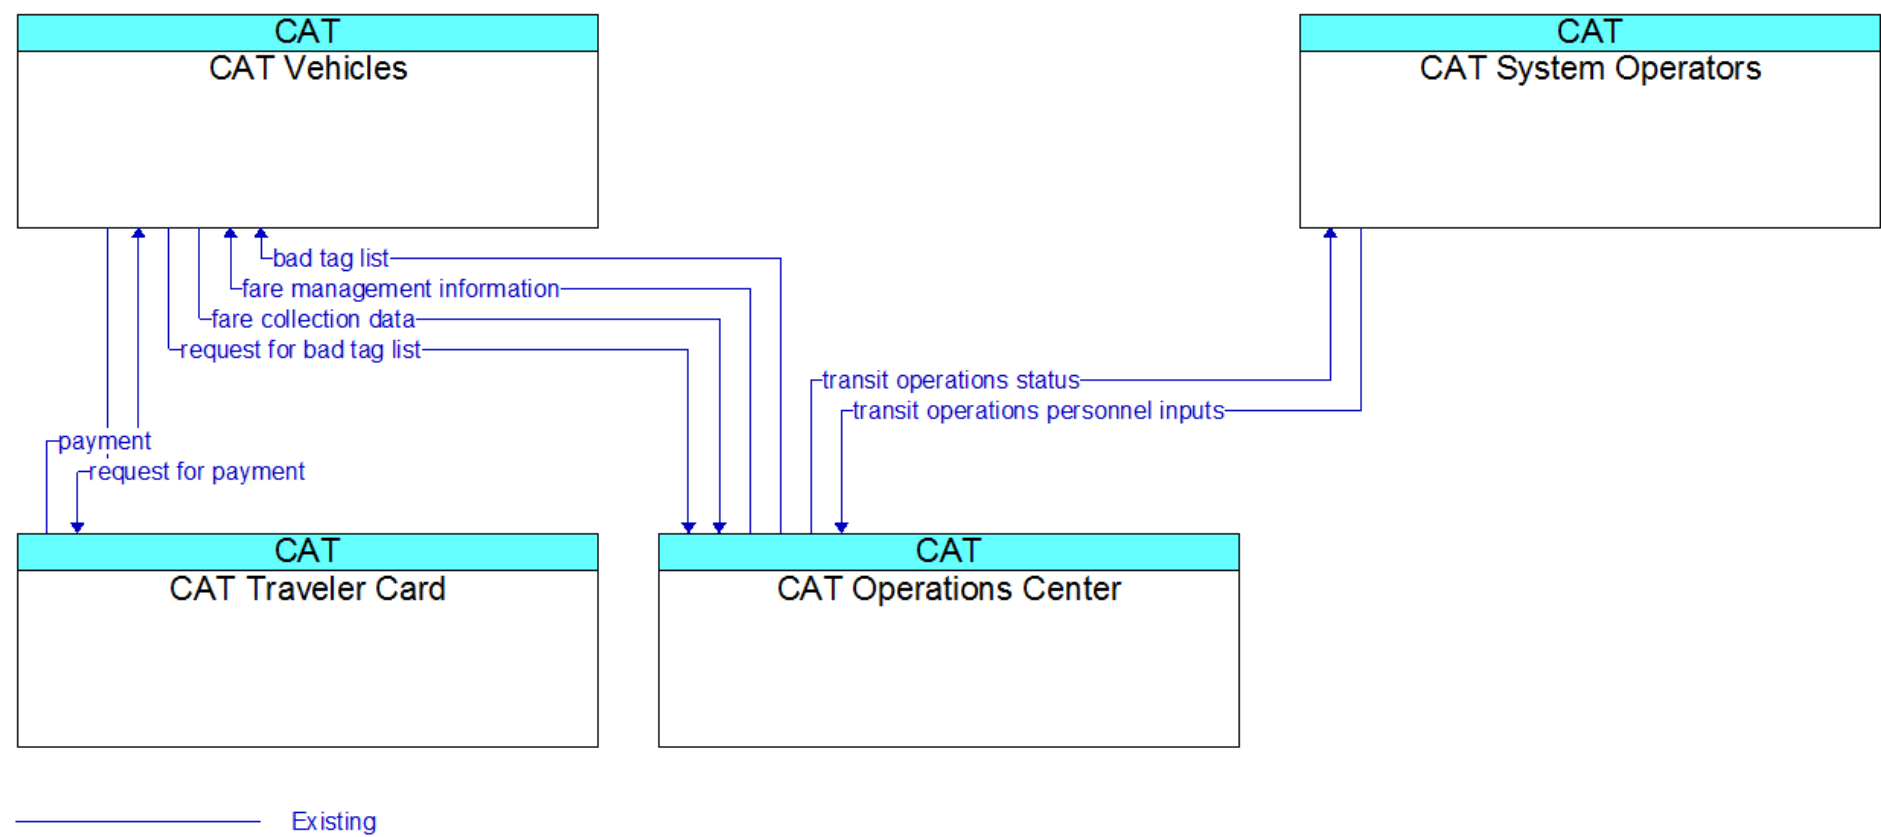 CAT
CAT Vehicles
CAT
CAT System Operators
bad tag list
fare management information
fare collection data
request for bad tag list
transit operations status
transit operations personnel inputs
payment
request for payment
CAT
CAT Traveler Card
CAT
CAT Operations Center
Existing